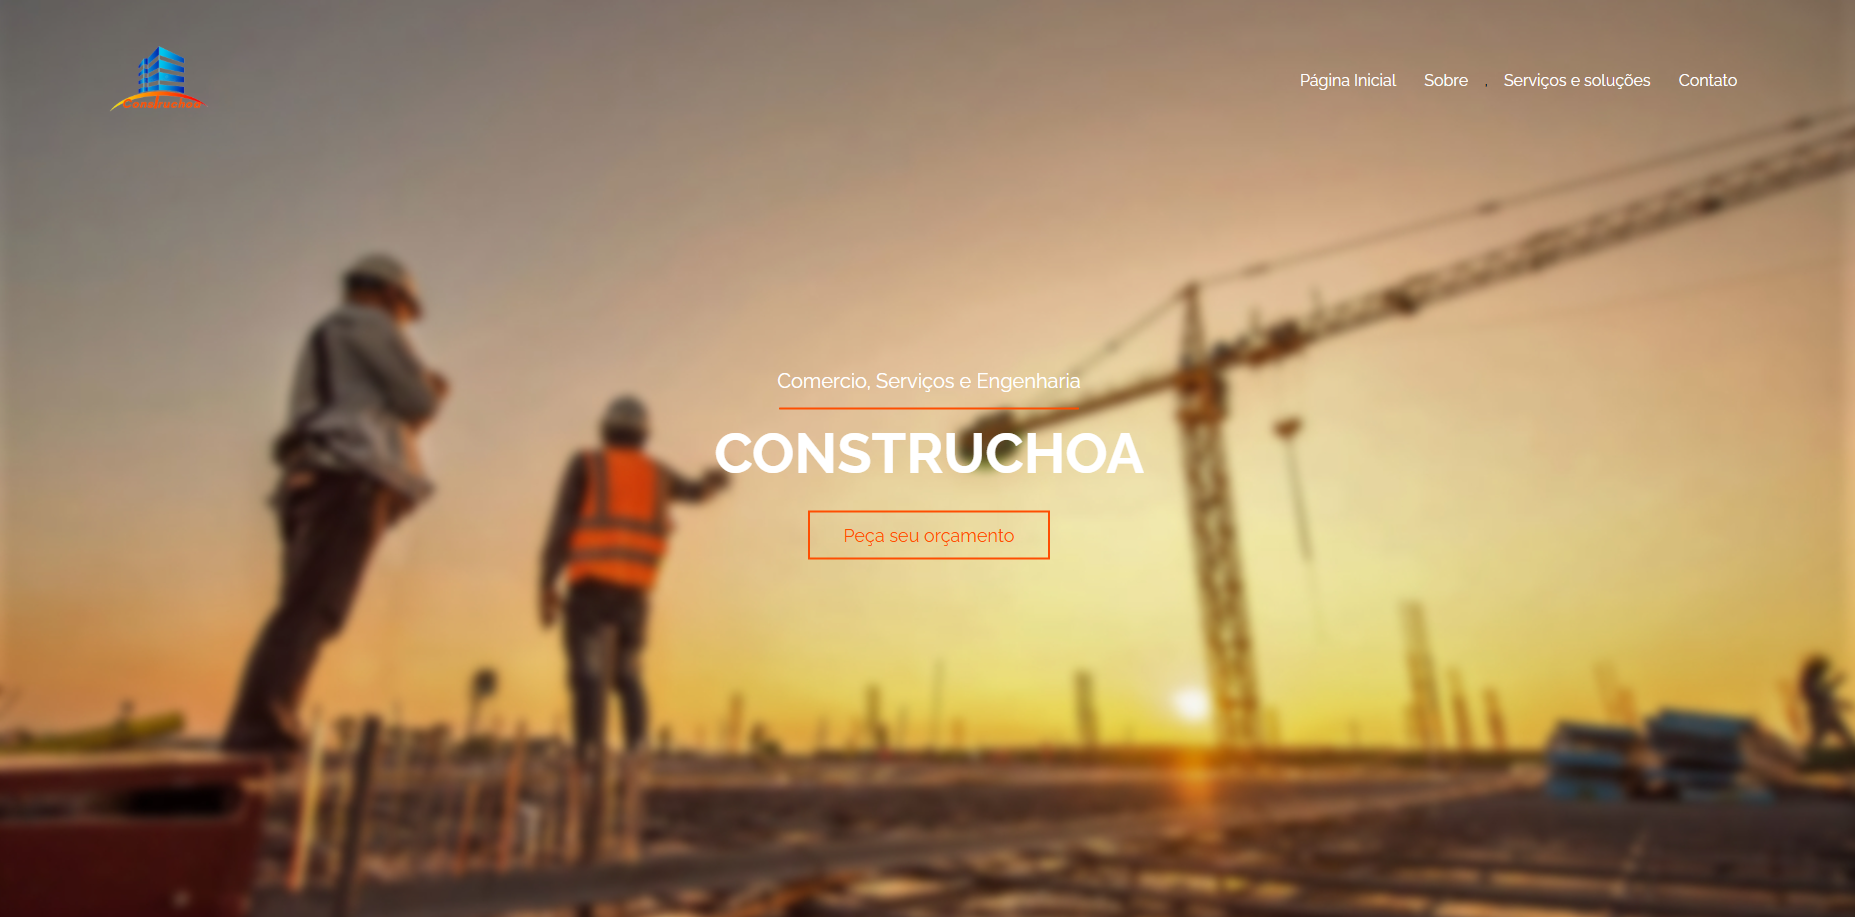 Construchoa
Página Inicial Sobre , Serviços e soluções Contato
Comercio, Serviços e Engenharia
CONSTRUCHOA
Peça seu orçamento